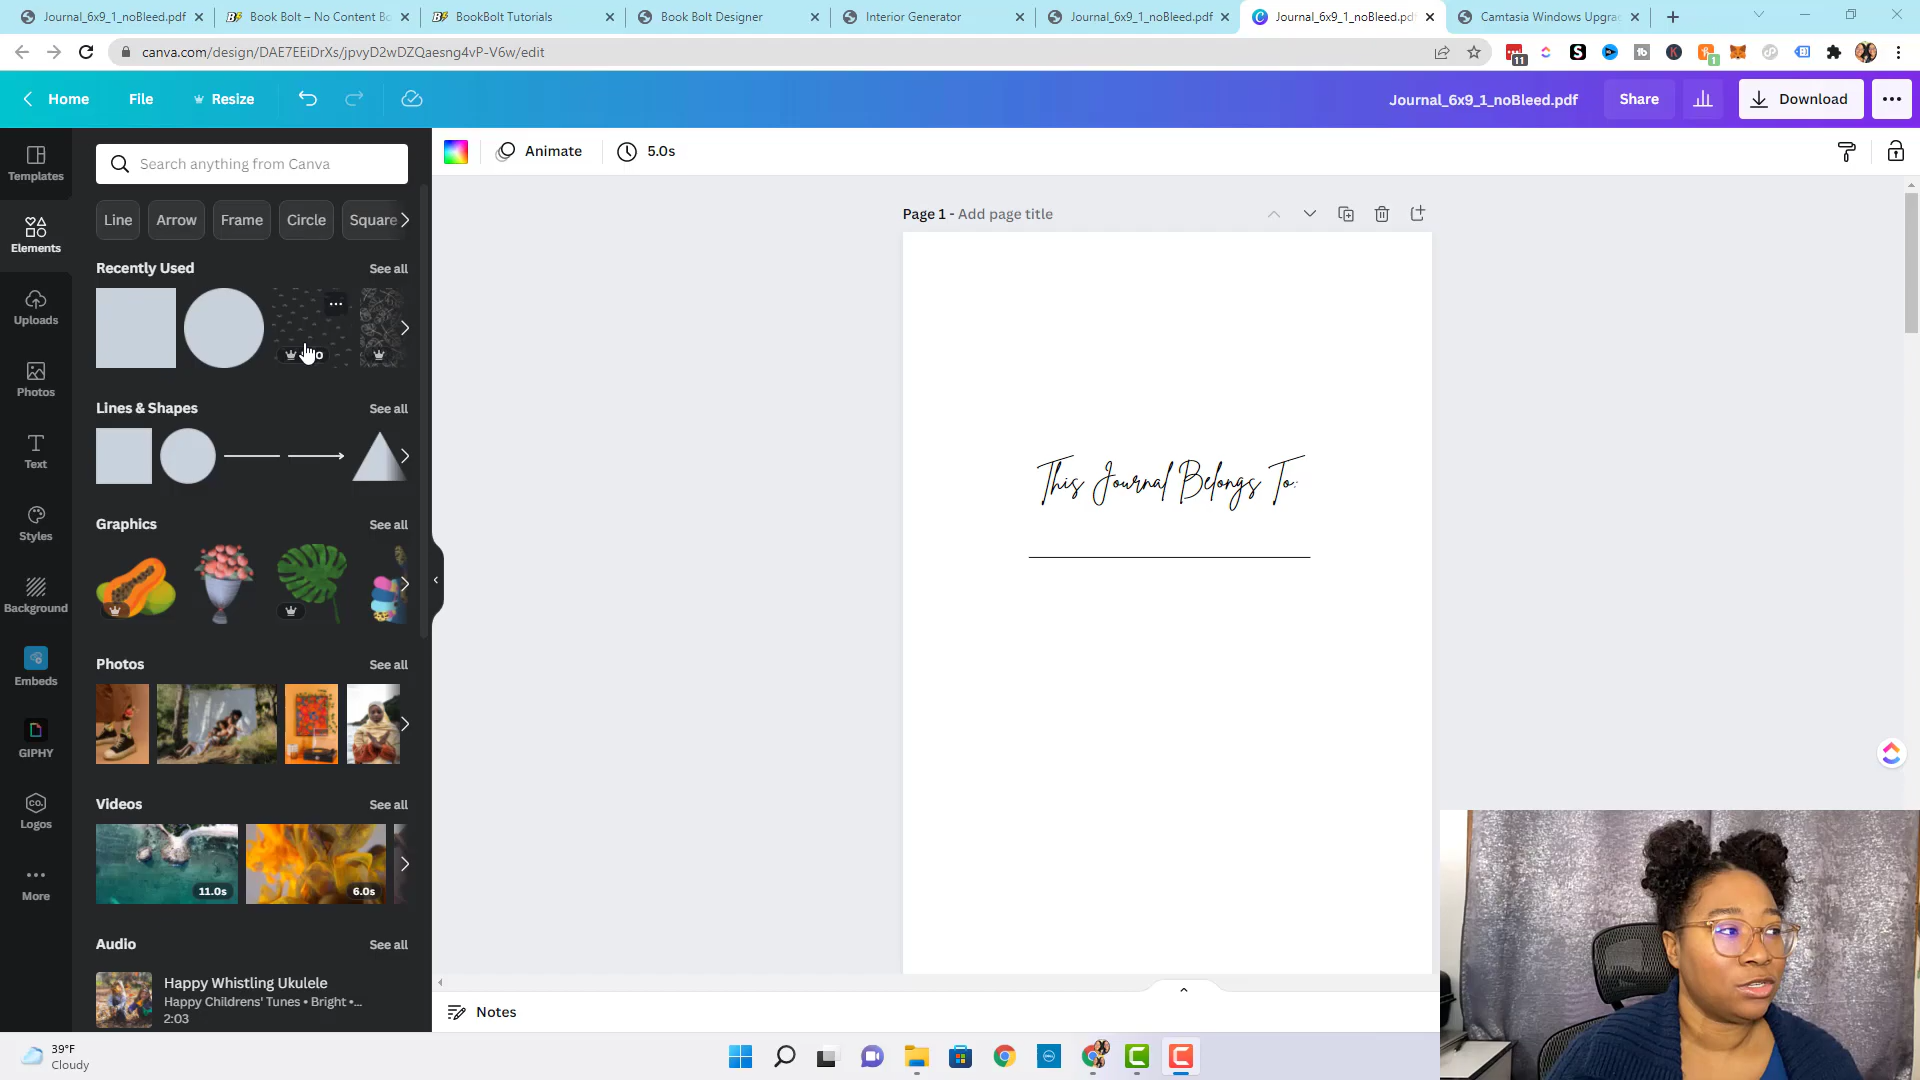 Journal_6x9_1_noBleed.pdf
Book Bolt – No Content Bo
BookBolt Tutorials
Book Bolt Designer
Interior Generator
Journal_6x9_1_noBleed.pdf
Journal_6x9_1_noBleed.pdf
Camtasia Windows Upgra
canva.com/design/DAE7EEiDrXs/jpvyD2wDZQaesng4vP-V6w/edit
11
1
Home
File
Resize
Journal_6x9_1_noBleed.pdf
Share
Download
Templates
Elements
Uploads
Photos
Text
Styles
Background
Embeds
GIPHY
CO.
Logos
More
Search anything from Canva
Line
Arrow
Frame
Circle
Square
Recently Used
See all
Lines & Shapes
See all
Graphics
See all
Photos
See all
Videos
See all
11.0s
6.0s
Audio
See all
Happy Whistling Ukulele
Happy Childrens' Tunes • Bright •...
2:03
Animate
5.0s
Page 1 - Add page title
This Journal Belongs To:
Notes
39°F
Cloudy